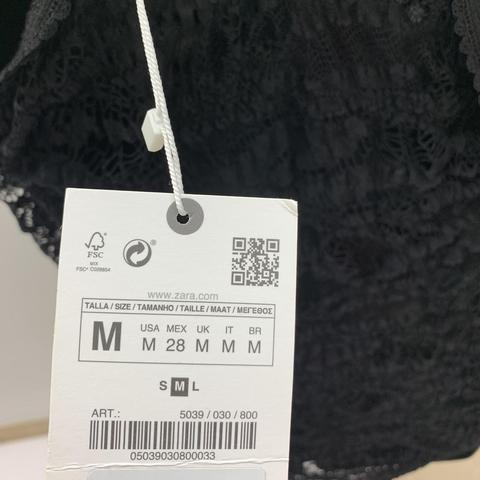 FSC
MIX
FSC® C020854
®
www.zara.com
TALLA / SIZE / TAMANHO / TAILLE / MAAT / ΜΕΓΕΘΟΣ
M
USA MEX UK IT BR
M 28 M M M
S M L
ART.: 5039 / 030 / 800
05039030800033